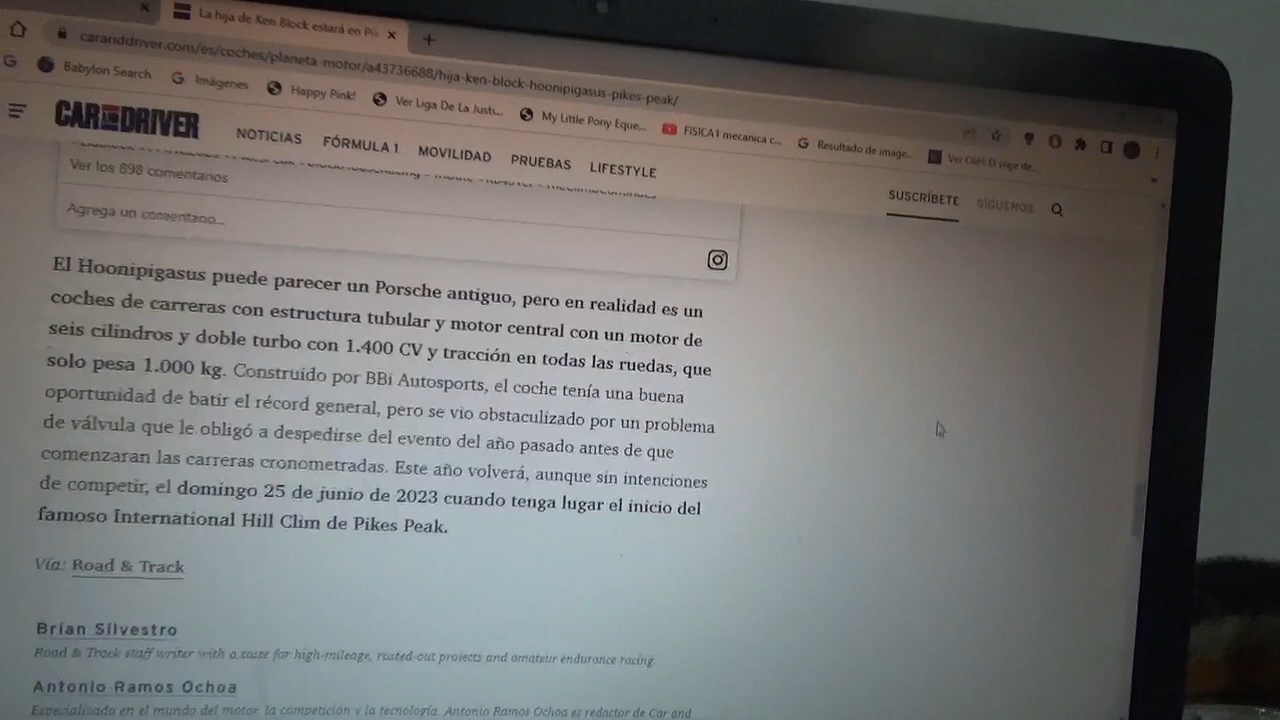 La hija de Ken Block estará en Pi
caranddriver.com/es/coches/planeta-motor/a43736688/hija-ken-block-hoonipigasus-pikes-peak/
Babylon Search
Imágenes
Happy Pink!
Ver Liga De La Justi...
My Little Pony Eque...
FISICA1 mecanica c...
Resultado de image...
CAR AND DRIVER
NOTICIAS
FÓRMULA 1
MOVILIDAD
PRUEBAS
LIFESTYLE
SUSCRÍBETE
SÍGUENOS
Ver los 898 comentarios
Agrega un comentario...
El Hoonipigasus puede parecer un Porsche antiguo, pero en realidad es un
coches de carreras con estructura tubular y motor central con un motor de
seis cilindros y doble turbo con 1.400 CV y tracción en todas las ruedas, que
solo pesa 1.000 kg. Construido por BBi Autosports, el coche tenía una buena
oportunidad de batir el récord general, pero se vio obstaculizado por un problema
de válvula que le obligó a despedirse del evento del año pasado antes de que
comenzaran las carreras cronometradas. Este año volverá, aunque sin intenciones
de competir, el domingo 25 de junio de 2023 cuando tenga lugar el inicio del
famoso International Hill Clim de Pikes Peak.
Vía: Road & Track
Brian Silvestro
Road & Track staff writer with a taste for high-mileage, rusted-out projects and amateur endurance racing.
Antonio Ramos Ochoa
Especializado en el mundo del motor, la competición y la tecnología, Antonio Ramos Ochoa es redactor de Car and